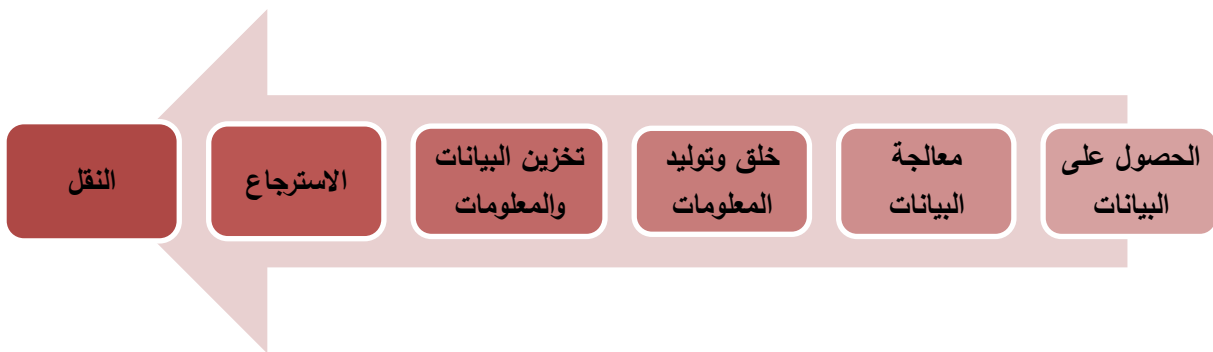 الحصول على
البيانات
معالجة
البيانات
خلق وتوليد
المعلومات
تخزين البيانات
والمعلومات
الاسترجاع
النقل